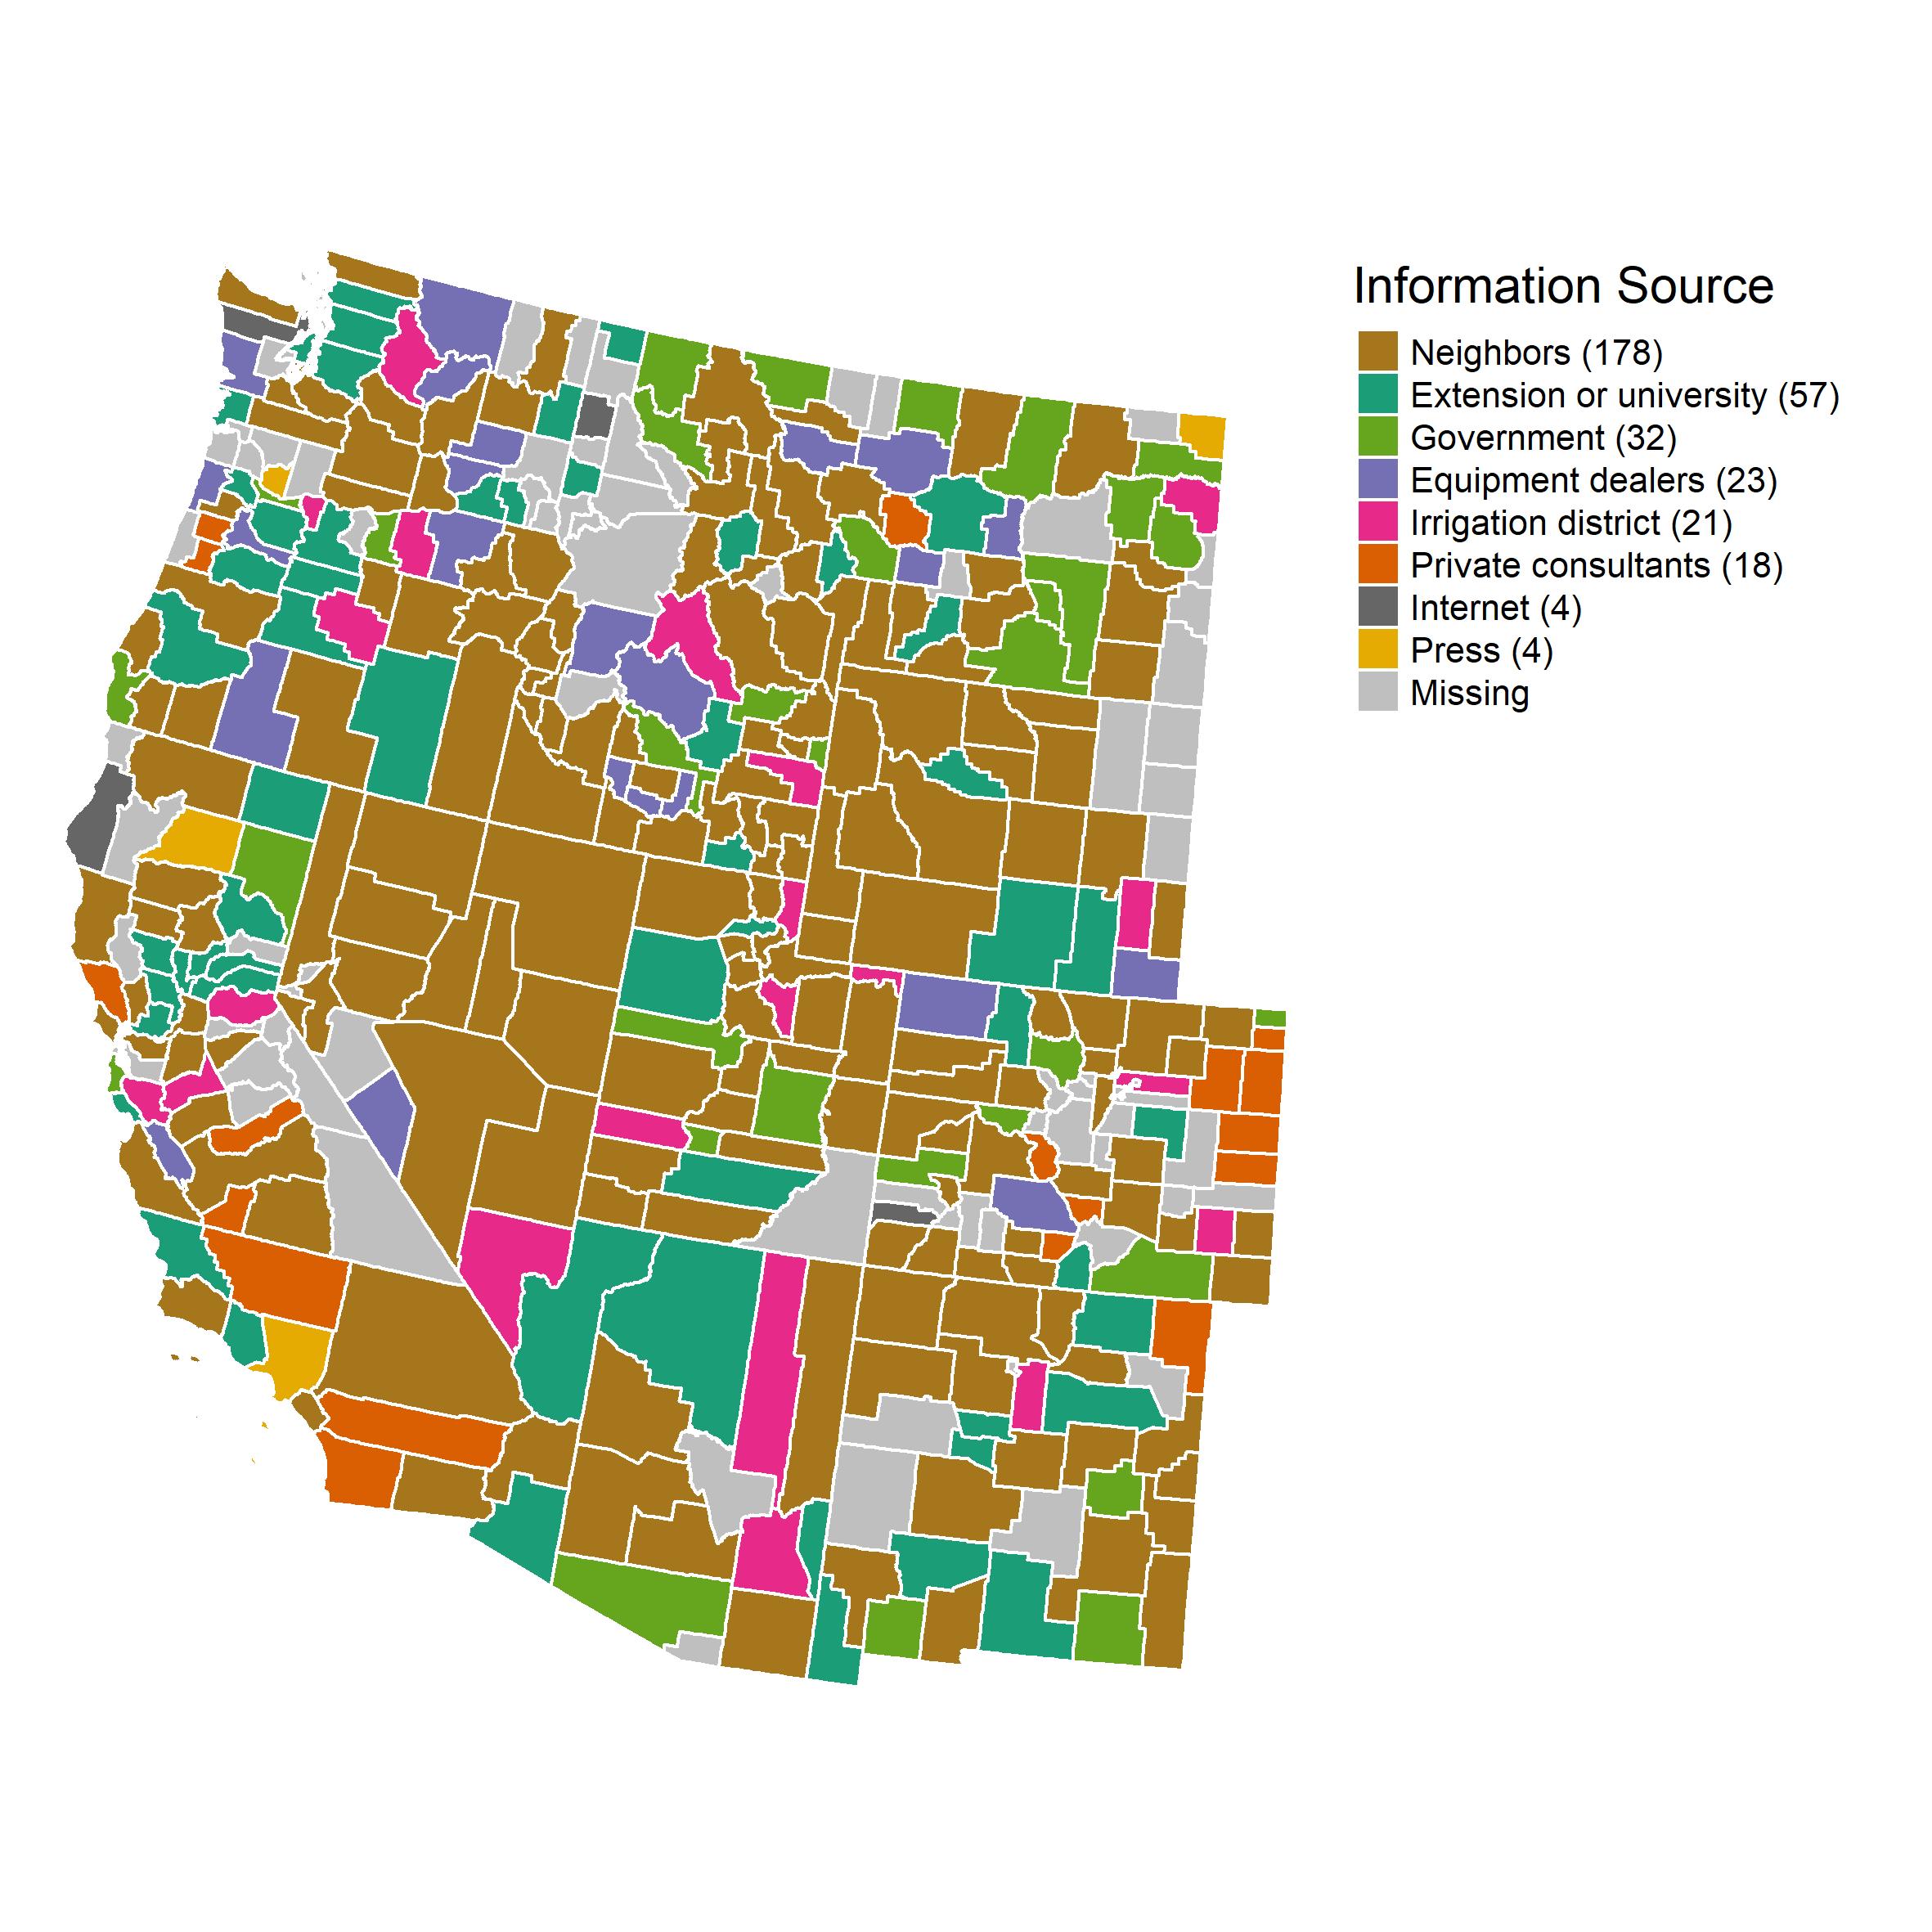 Information Source
Neighbors (178)
Extension or university (57)
Government (32)
Equipment dealers (23)
Irrigation district (21)
Private consultants (18)
Internet (4)
Press (4)
Missing